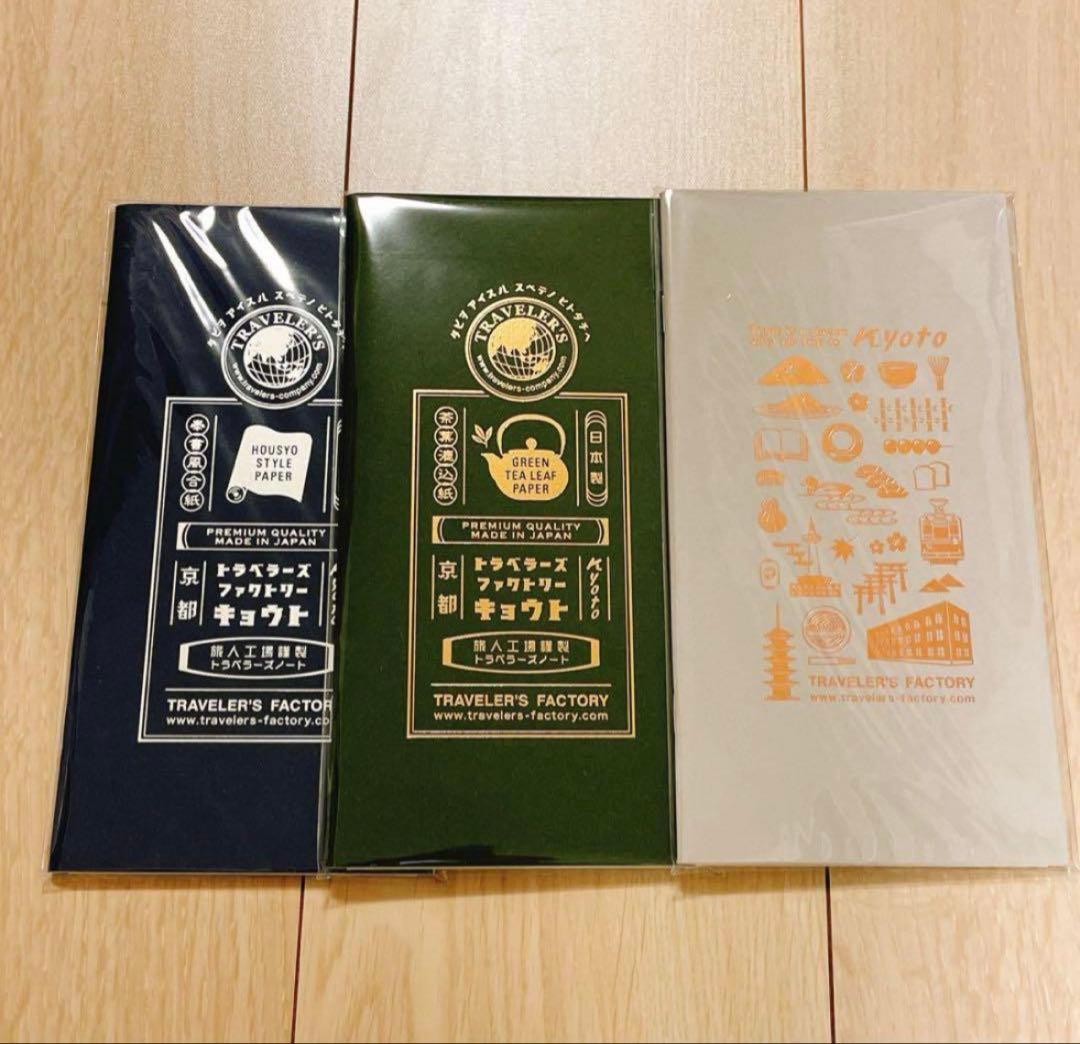 タビヲ アイスル スベテノ ヒトタチヘ
TRAVELER'S
www.travelers-company.com
奉書風合紙
HOUSYO
STYLE
PAPER
PREMIUM QUALITY
MADE IN JAPAN
京都
トラベラーズ
ファクトリー
キョウト
旅人工場謹製
トラベラーズノート
TRAVELER'S FACTOR
www.travelers-factory.co
タビヲ アイスル スベテノ ヒトタチヘ
TRAVELER'S
www.travelers-company.com
茶葉漉込紙
GREEN
TEA LEAF
PAPER
日本製
PREMIUM QUALITY
MADE IN JAPAN
京都
トラベラーズ
ファクトリー
キョウト
Kyoto
旅人工場謹製
トラベラーズノート
TRAVELER'S FACTORY
www.travelers-factory.com
Kyoto
TRAVELER'S FACTORY
www.travelers-factory.com